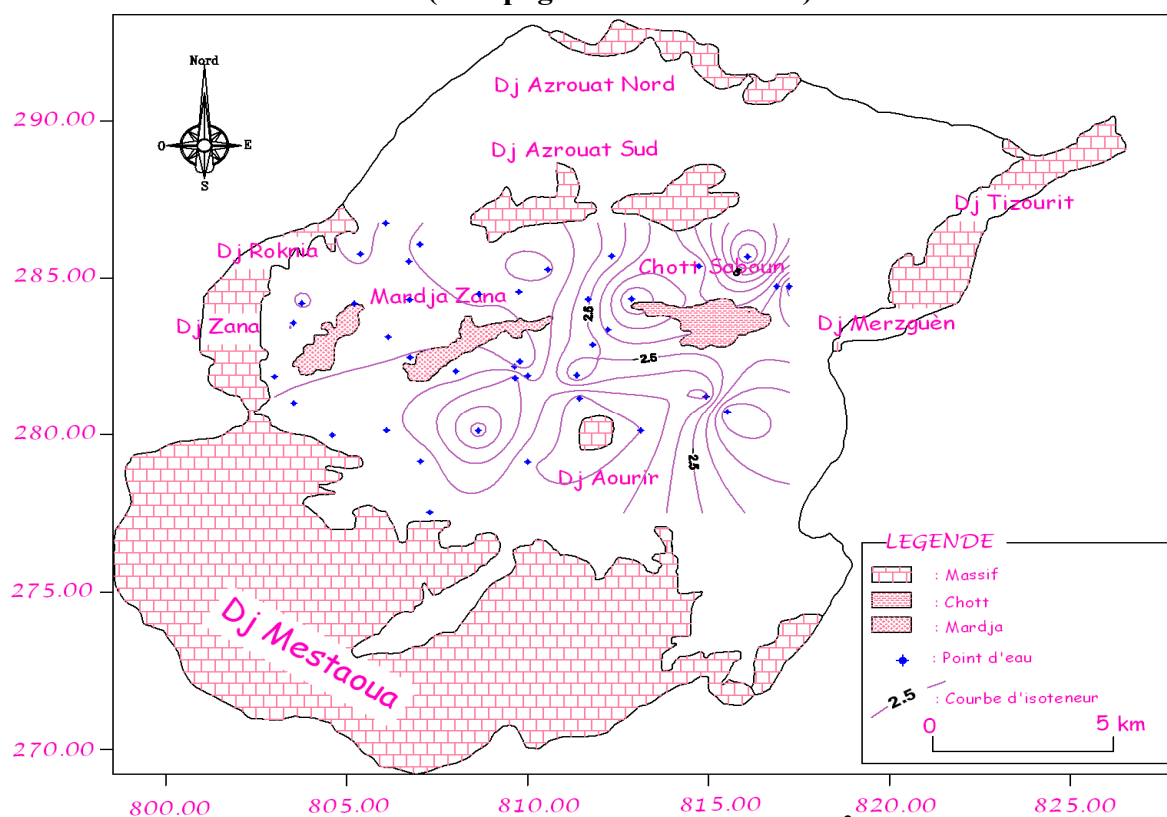 Nord
O
E
S
Dj Azrouat Nord
290.00
Dj Azrouat Sud
Dj Tizourit
Dj Roknia
285.00
Chott Saboun
Mardja Zana
2.5
Dj Zana
Dj Merzguen
2.5
280.00
2.5
Dj Aourir
LEGENDE
: Massif
275.00
: Chott
: Mardja
Dj Mestaoua
: Point d'eau
2.5
: Courbe d'isoteneur
0
5 km
270.00
800.00
805.00
810.00
815.00
820.00
825.00